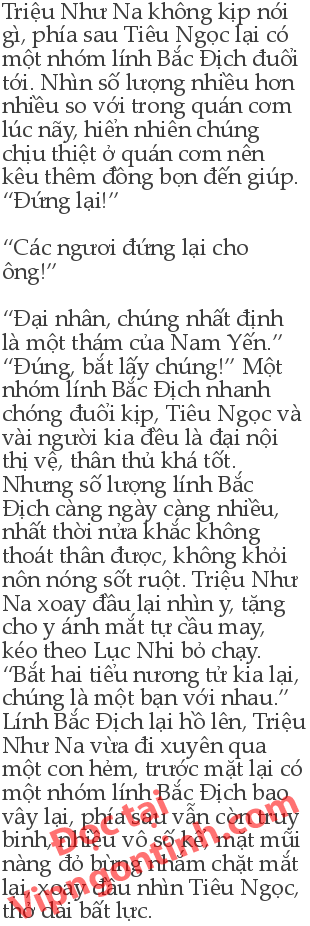 Triệu Như Na không kịp nói
gì, phía sau Tiêu Ngọc lại có
một nhóm lính Bắc Địch đuổi
tới. Nhìn số lượng nhiều hơn
nhiều so với trong quán cơm
lúc nãy, hiển nhiên chúng
chịu thiệt ở quán cơm nên
kêu thêm đồng bọn đến giúp.
“Đứng lại!”
“Các ngươi đứng lại cho
ông!”
“Đại nhân, chúng nhất định
là một thám của Nam Yến.”
“Đúng, bắt lấy chúng!” Một
nhóm lính Bắc Địch nhanh
chóng đuổi kịp, Tiêu Ngọc và
vài người kia đều là đại nội
thị vệ, thân thủ khá tốt.
Nhưng số lượng lính Bắc
Địch càng ngày càng nhiều,
nhất thời nửa khắc không
thoát thân được, không khỏi
nôn nóng sốt ruột. Triệu Như
Na xoay đầu lại nhìn y, tặng
cho y ánh mắt tự cầu may,
kéo theo Lục Nhi bỏ chạy.
“Bắt hai tiểu nương tử kia lại,
chúng là một bạn với nhau.”
Lính Bắc Địch lại hô lên, Triệu
Như Na vừa đi xuyên qua
một con hẻm, trước mặt lại có
một nhóm lính Bắc Địch bao
vây lại, phía sau vẫn còn truy
binh, nhiều vô số kể, mặt mũi
nàng đỏ bừng nhắm chặt mắt
lại, xoay đầu nhìn Tiêu Ngọc,
thở dài bất lực.
Đọc tại
Vipngontinh.com